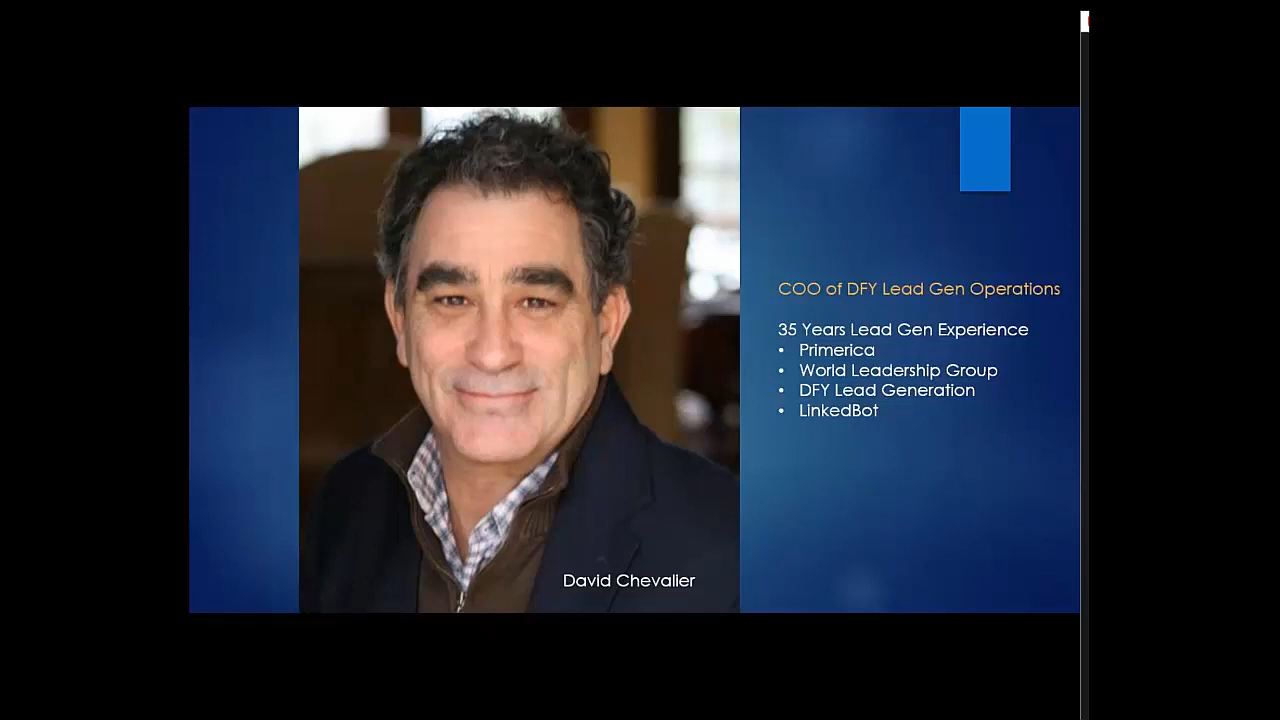 COO of DFY Lead Gen Operations
35 Years Lead Gen Experience
• Primerica
• World Leadership Group
• DFY Lead Generation
• LinkedBot
David Chevalier